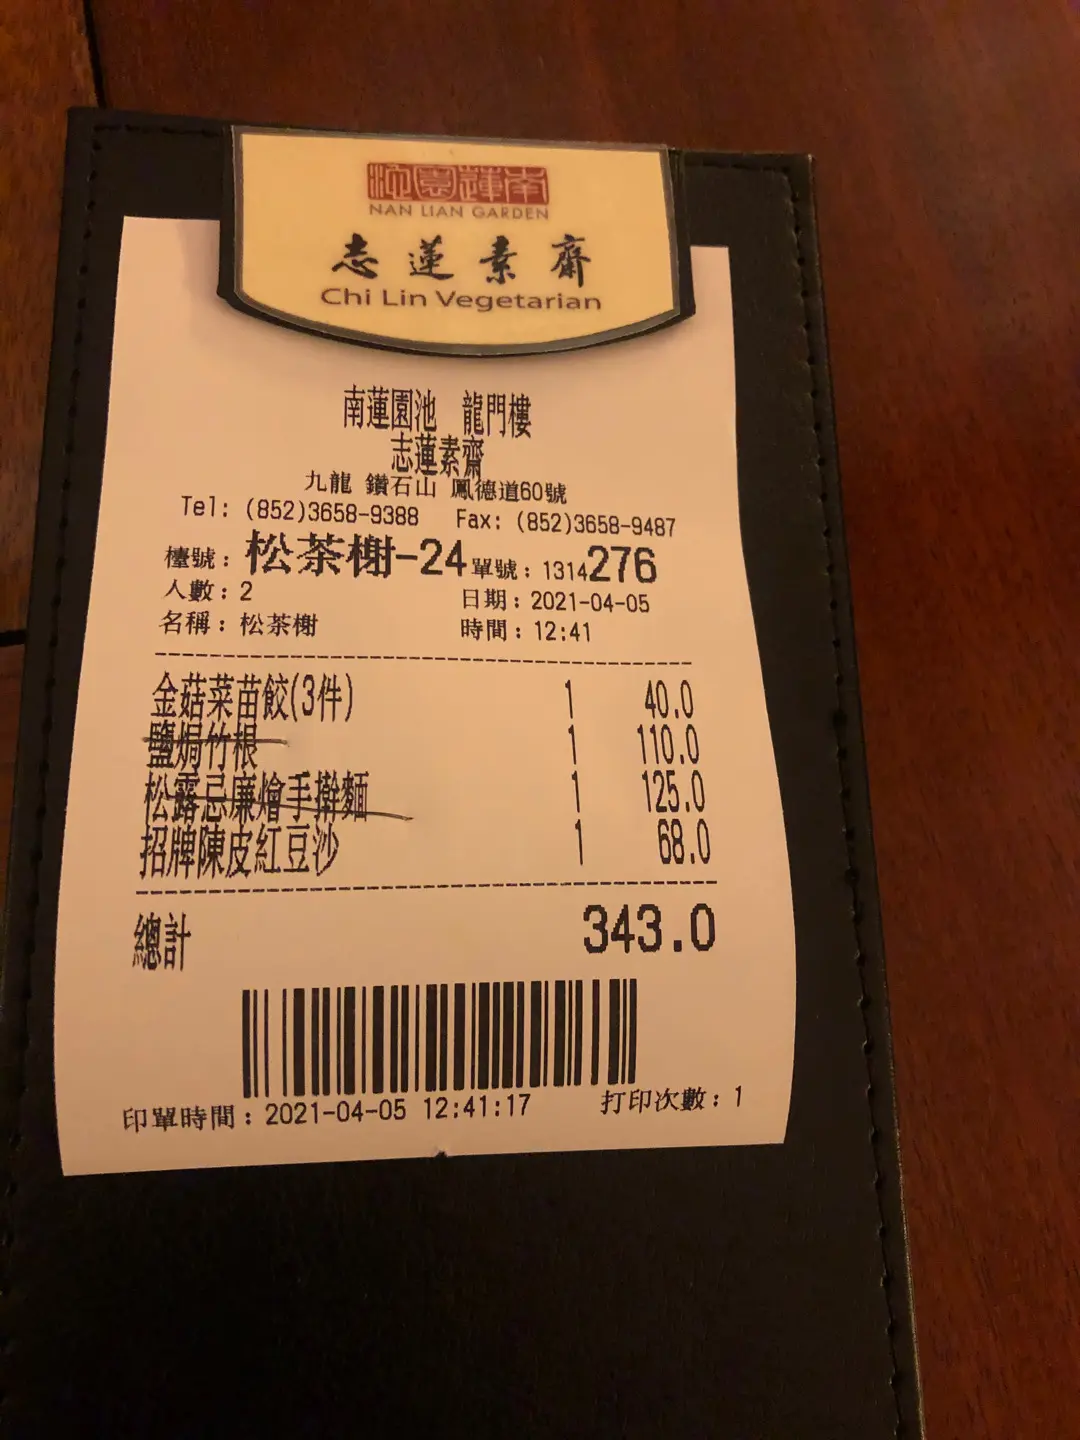 南蓮園池
NAN LIAN GARDEN
志蓮素齋
Chi Lin Vegetarian
南蓮園池 龍門樓
志蓮素齋
九龍 鑽石山 鳳德道60號
Tel: (852)3658-9388 Fax: (852)3658-9487
檯號: 松茶榭-24 單號: 1314276
人數: 2 日期: 2021-04-05
名稱: 松茶榭 時間: 12:41
金菇菜苗餃(3件) 1 40.0
鹽焗竹根 1 110.0
松露忌廉燴手擀麵 1 125.0
招牌陳皮紅豆沙 1 68.0
總計 343.0
印單時間: 2021-04-05 12:41:17 打印次數: 1